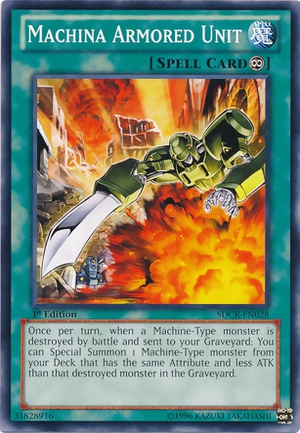 MACHINA ARMORED UNIT
[SPELL CARD]
1st Edition
SDCR-EN028
Once per turn, when a Machine-Type monster is
destroyed by battle and sent to your Graveyard: You
can Special Summon 1 Machine-Type monster from
your Deck that has the same Attribute and less ATK
than that destroyed monster in the Graveyard.
31828916
©1996 KAZUKI TAKAHASHI